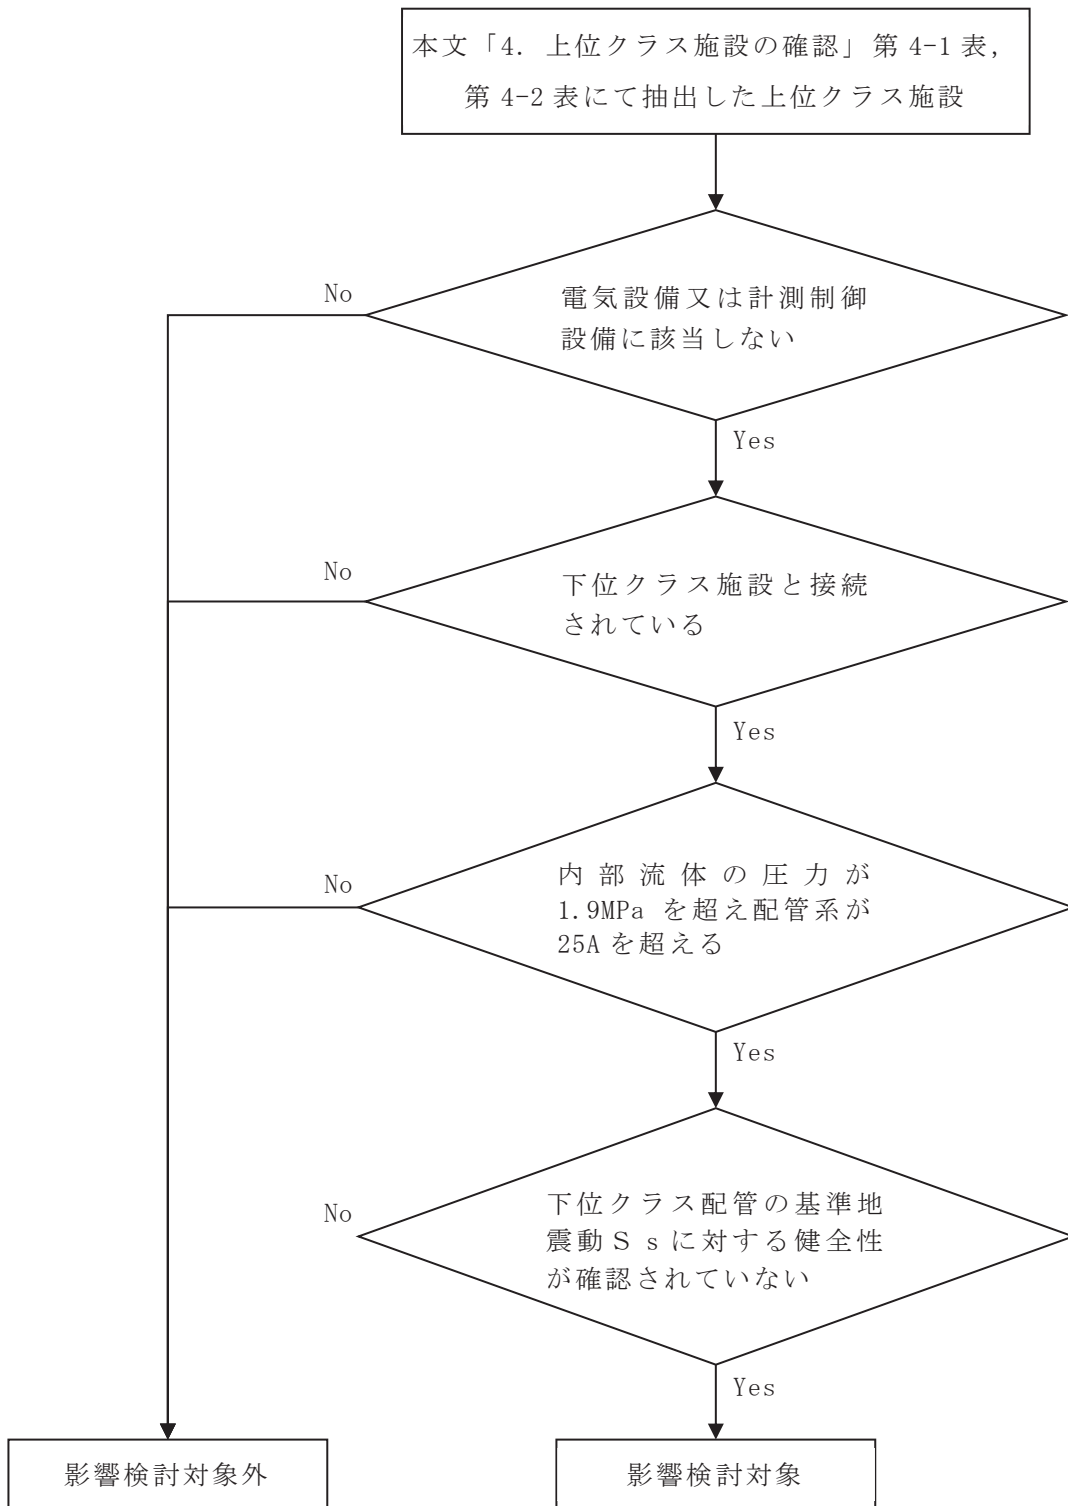 本文「4. 上位クラス施設の確認」第 4-1 表,
第 4-2 表にて抽出した上位クラス施設
No
電気設備又は計測制御
設備に該当しない
Yes
No
下位クラス施設と接続
されている
Yes
No
内部流体の圧力が
1.9MPa を超え配管系が
25A を超える
Yes
No
下位クラス配管の基準地
震動Ｓｓに対する健全性
が確認されていない
Yes
影響検討対象外
影響検討対象